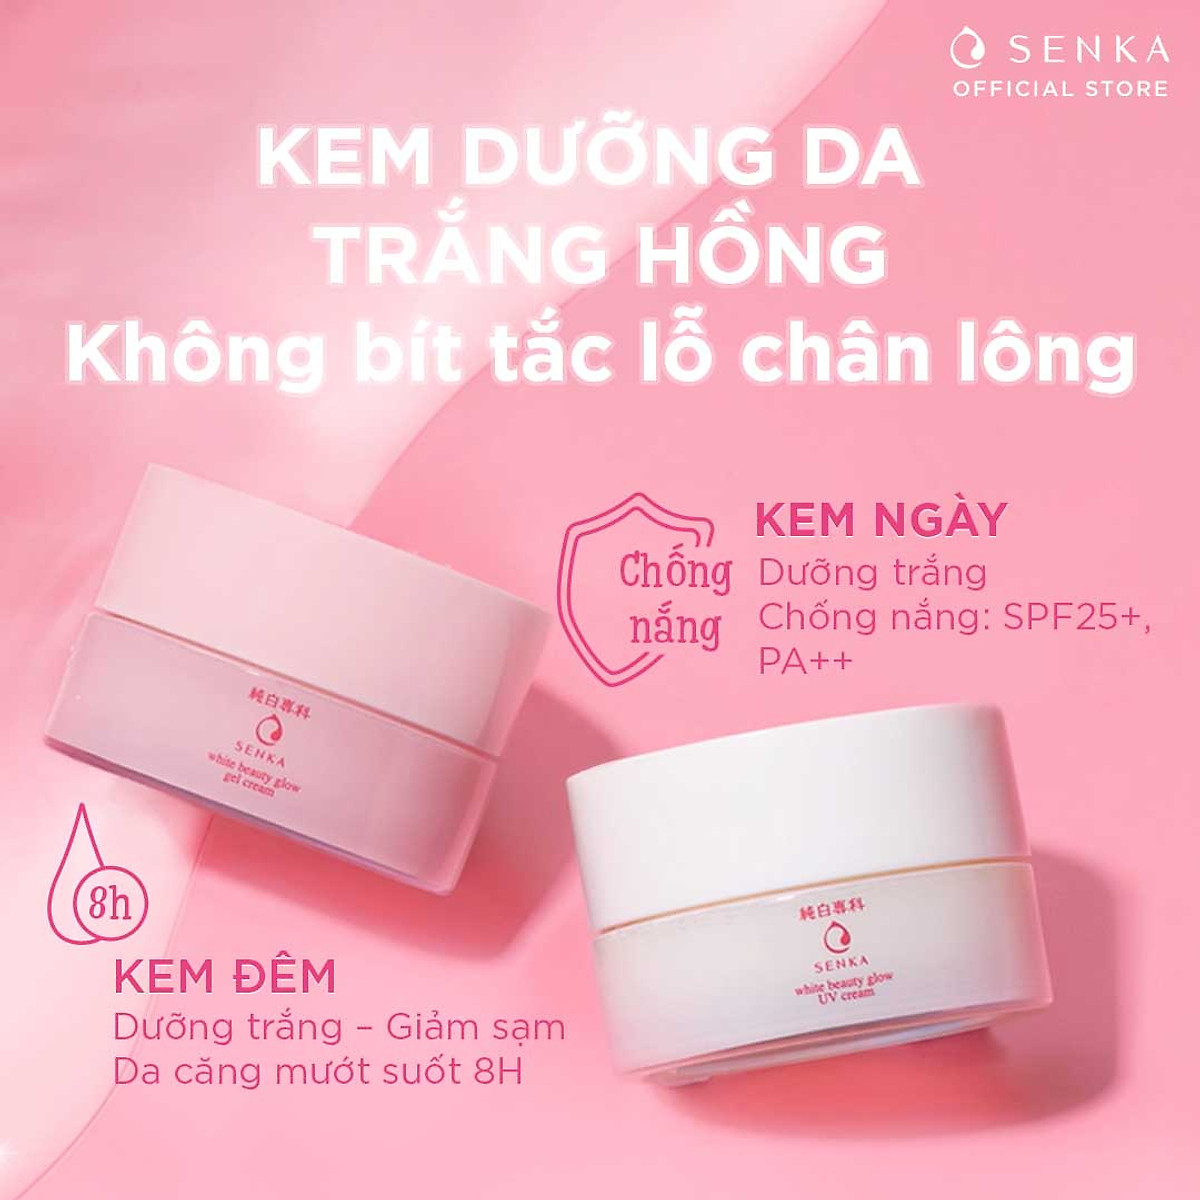 SENKA
OFFICIAL STORE
KEM DƯỠNG DA
TRẮNG HỒNG
Không bít tắc lỗ chân lông
Chống
nắng
KEM NGÀY
Dưỡng trắng
Chống nắng: SPF25+,
PA++
純白専科
SENKA
white beauty glow
gel cream
8h
KEM ĐÊM
Dưỡng trắng – Giảm sạm
Da căng mướt suốt 8H
純白専科
SENKA
white beauty glow
UV cream